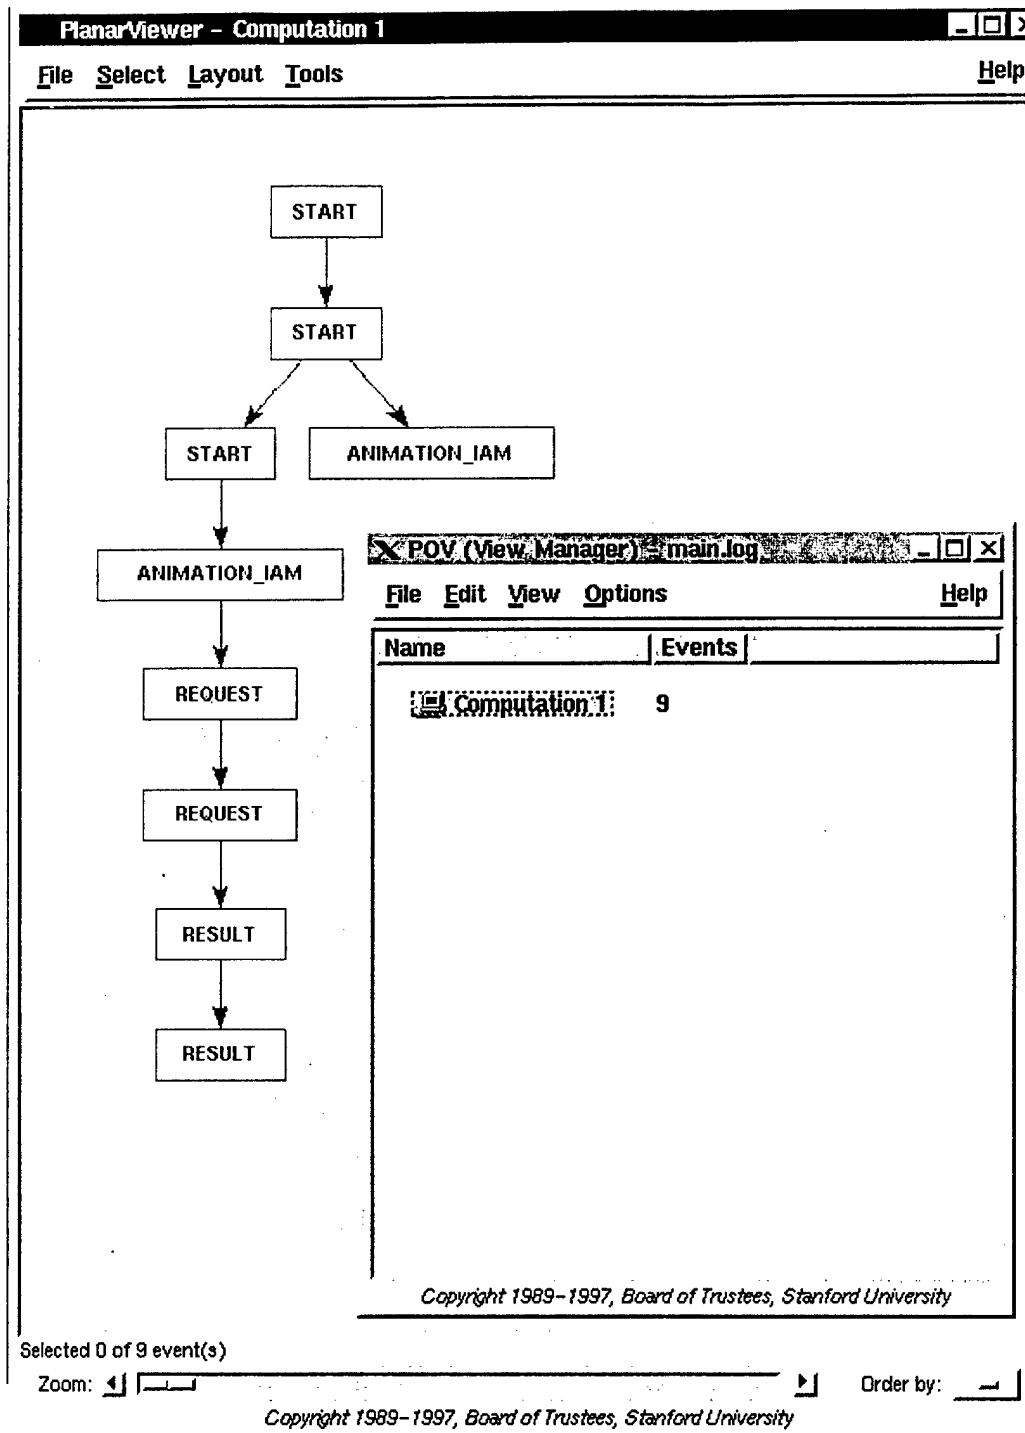 PlanarViewer - Computation 1
File Select Layout Tools Help
START
START
START ANIMATION_IAM
ANIMATION_IAM
REQUEST
REQUEST
RESULT
RESULT
POV (View Manager) - main.log
File Edit View Options Help
Name Events
Computation 1 9
Copyright 1989-1997, Board of Trustees, Stanford University
Selected 0 of 9 event(s)
Zoom: Order by:
Copyright 1989-1997, Board of Trustees, Stanford University